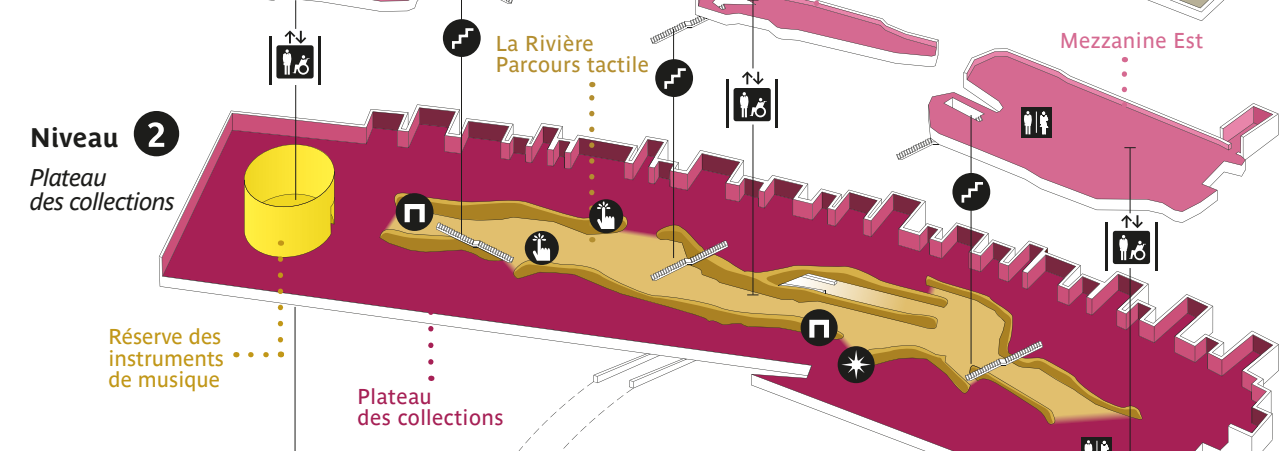 La Rivière
Parcours tactile
Mezzanine Est
Niveau 2
Plateau
des collections
Réserve des
instruments
de musique
Plateau
des collections